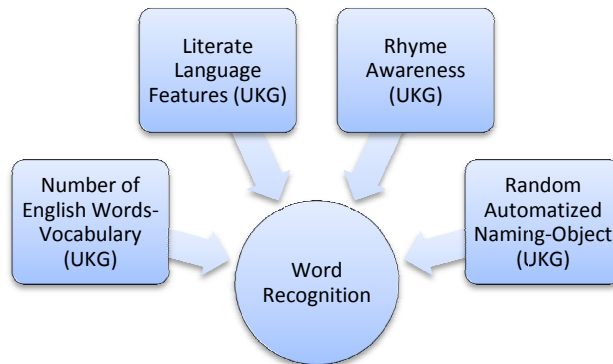 Literate
Language
Features (UKG)
Rhyme
Awareness
(UKG)
Number of
English Words-
Vocabulary
(UKG)
Random
Automatized
Naming-Object
(UKG)
Word
Recognition